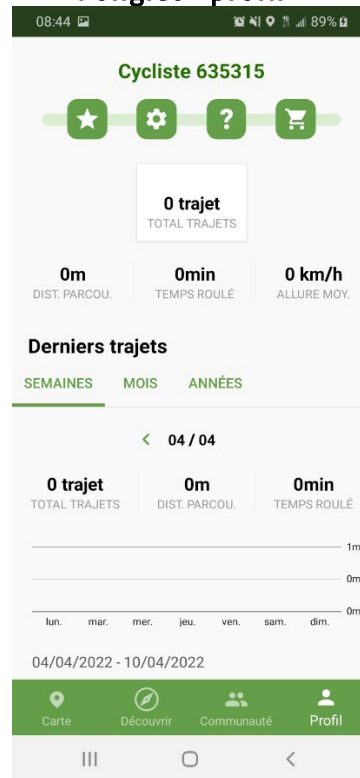 08:44 89%
Cycliste 635315
?
0 trajet
TOTAL TRAJETS
0m 0min 0 km/h
DIST. PARCOU. TEMPS ROULÉ ALLURE MOY.
Derniers trajets
SEMAINES MOIS ANNÉES
< 04 / 04
0 trajet 0m 0min
TOTAL TRAJETS DIST. PARCOU. TEMPS ROULÉ
1m
0m
0m
lun. mar. mer. jeu. ven. sam. dim.
04/04/2022 - 10/04/2022
Carte Découvrir Communauté Profil